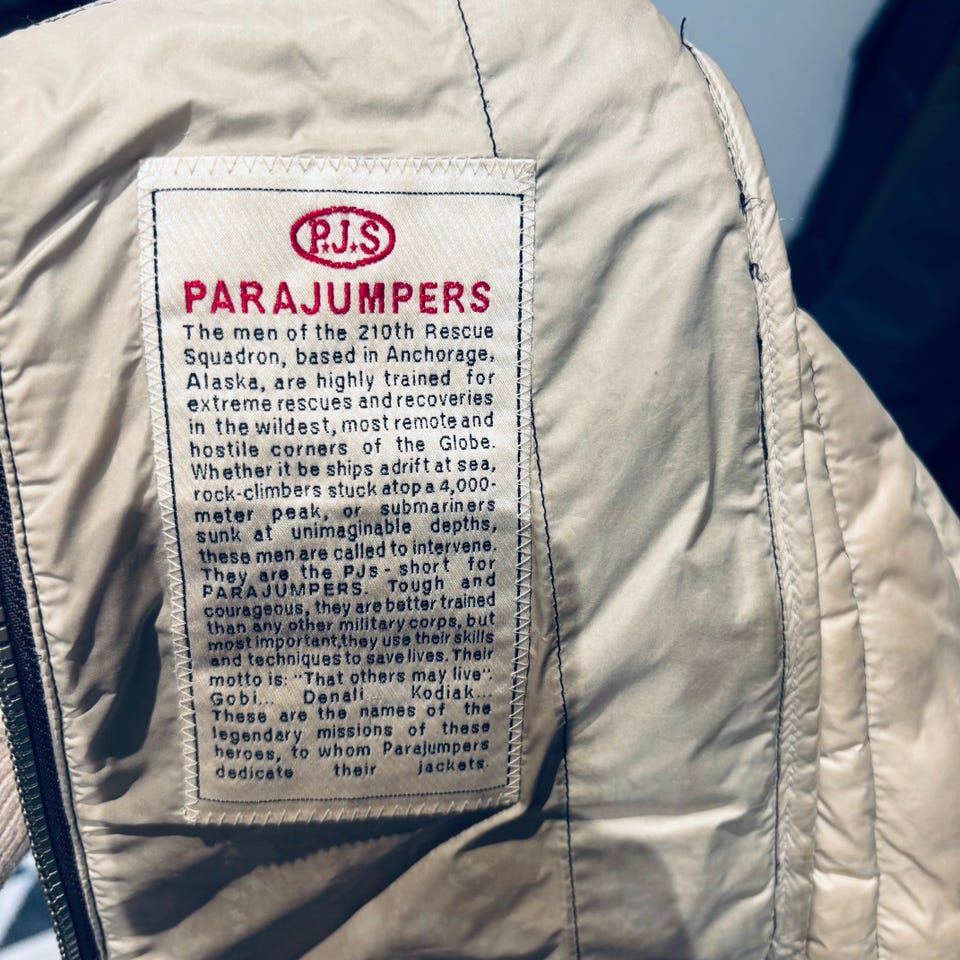 P.J.S
PARAJUMPERS
The men of the 210th Rescue
Squadron, based in Anchorage,
Alaska, are highly trained for
extreme rescues and recoveries
in the wildest, most remote and
hostile corners of the Globe.
Whether it be ships adrift at sea,
rock-climbers stuck atop a 4,000-
meter peak, or submariners
sunk at unimaginable depths,
these men are called to intervene.
They are the PJs - short for
PARAJUMPERS. Tough and
courageous, they are better trained
than any other military corps, but
most important,they use their skills
and techniques to save lives. Their
motto is: "That others may live".
Gobi... Denali... Kodiak...
These are the names of the
legendary missions of these
heroes, to whom Parajumpers
dedicate their jackets.